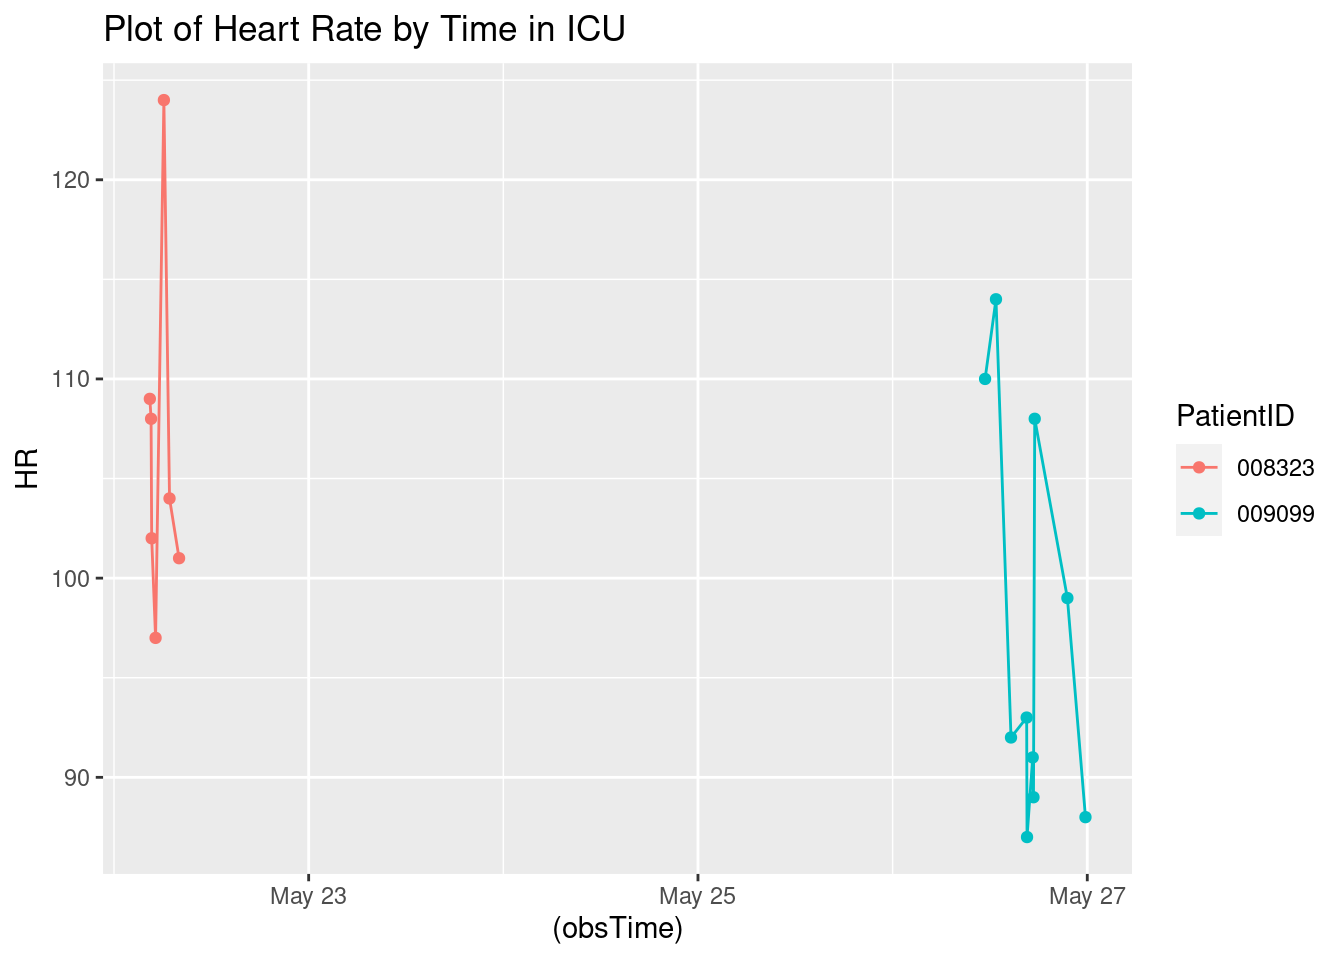 Plot of Heart Rate by Time in ICU
120
110
100
90
HR
May 23
May 25
May 27
(obsTime)
PatientID
008323
009099